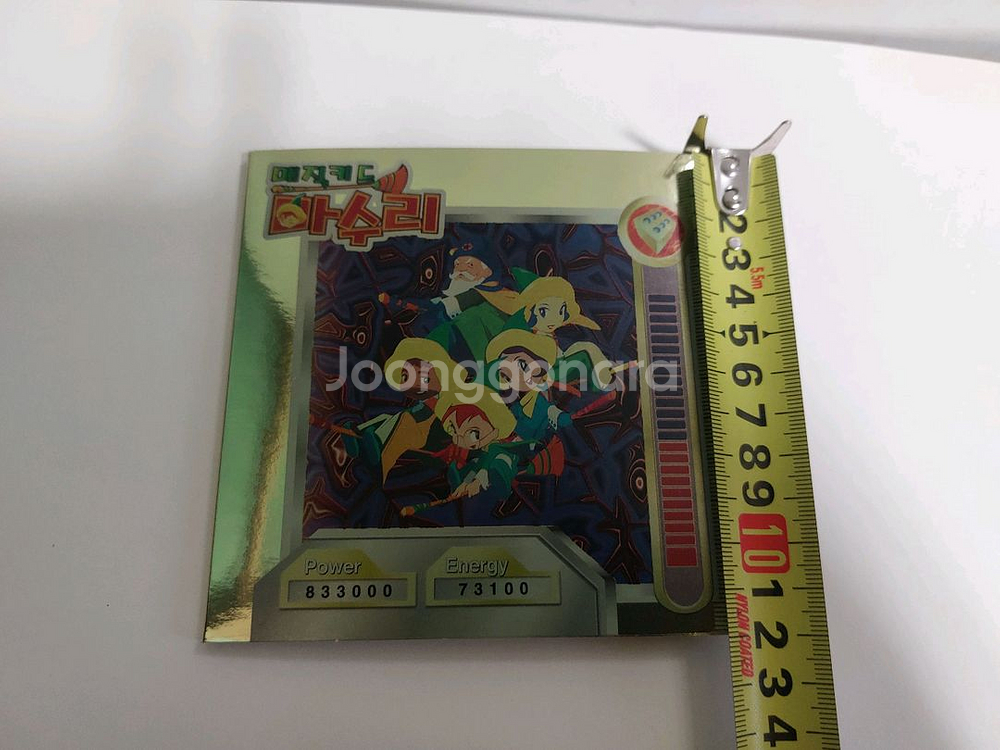 매직키드
마수리
Joonggonara
Power
833000
Energy
73100
2 3 4 5 6 7 8 9 10 1 2 3 4
5.5m
NYLON COATED